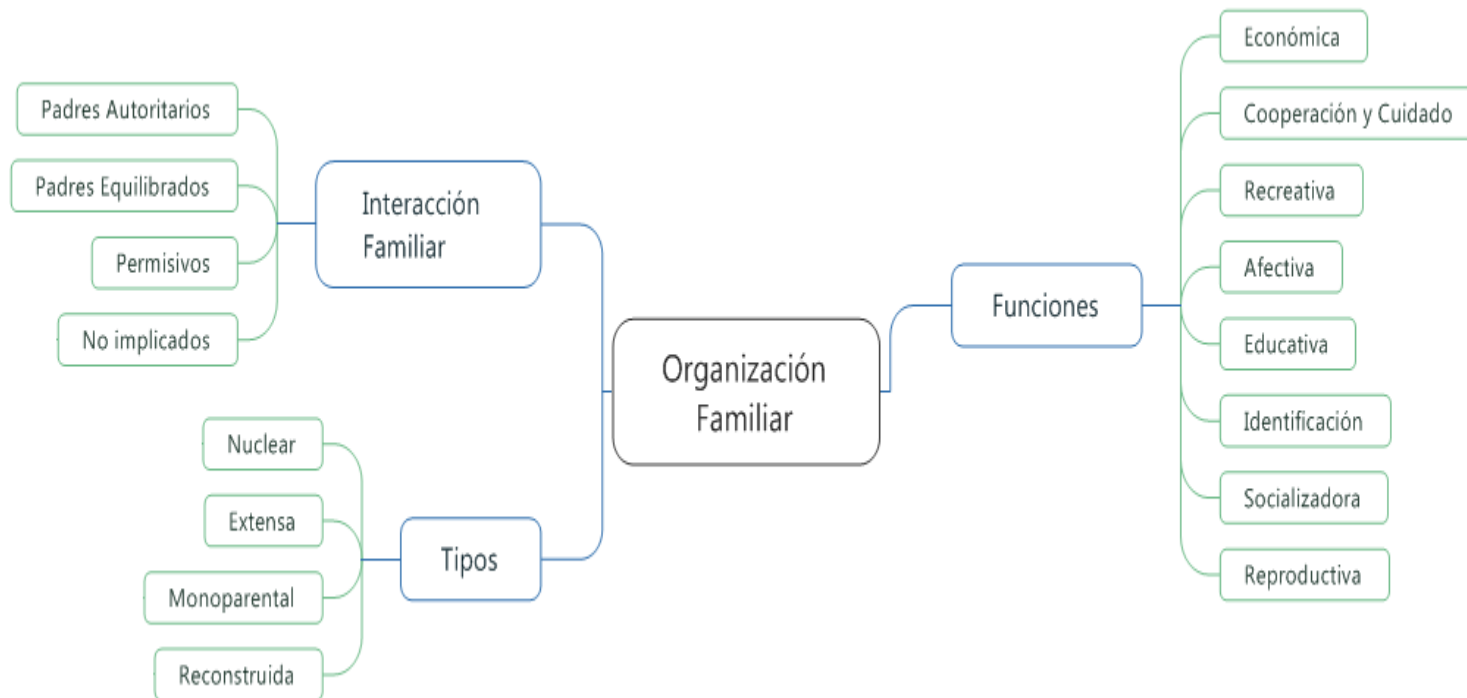 Organización
Familiar
Interacción
Familiar
Padres Autoritarios
Padres Equilibrados
Permisivos
No implicados
Tipos
Nuclear
Extensa
Monoparental
Reconstruida
Funciones
Económica
Cooperación y Cuidado
Recreativa
Afectiva
Educativa
Identificación
Socializadora
Reproductiva